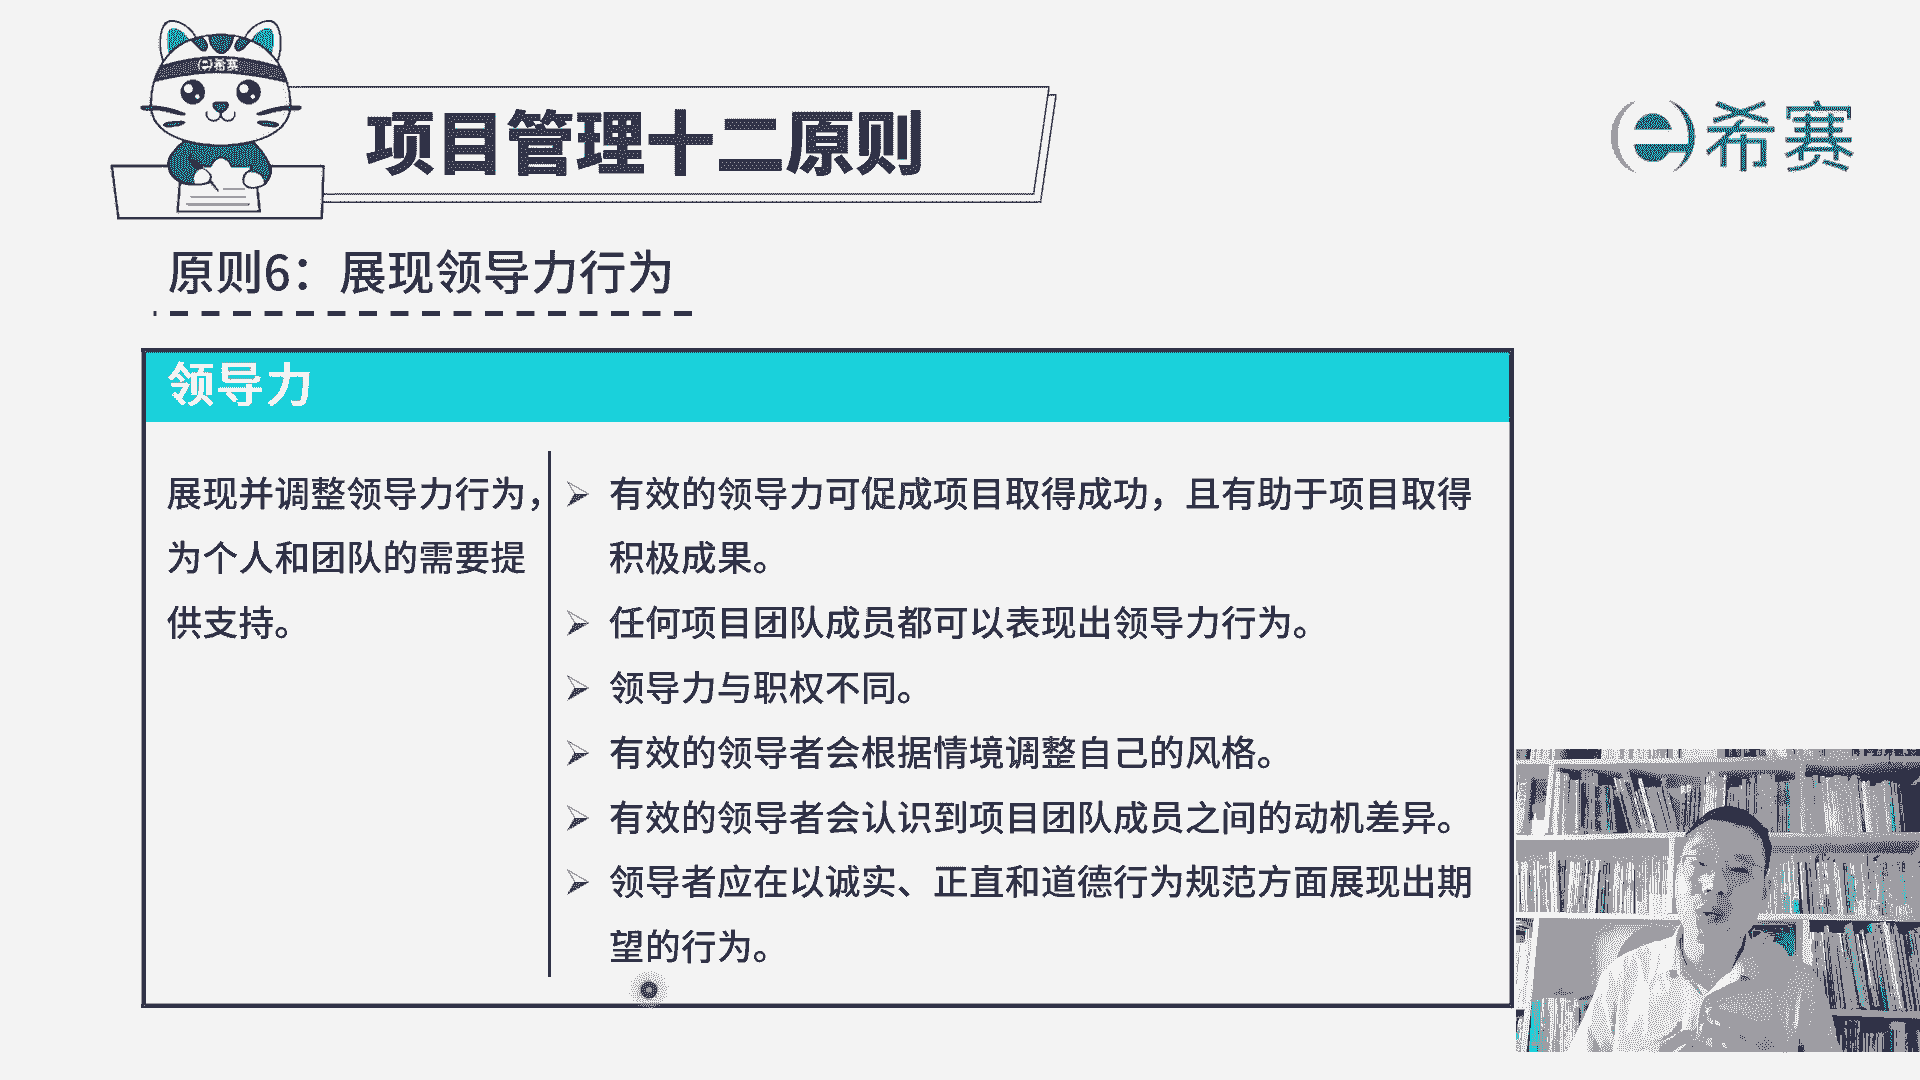 希赛
项目管理十二原则
希赛
原则6：展现领导力行为
领导力
展现并调整领导力行为，
为个人和团队的需要提
供支持。
有效的领导力可促成项目取得成功，且有助于项目取得
积极成果。
任何项目团队成员都可以表现出领导力行为。
领导力与职权不同。
有效的领导者会根据情境调整自己的风格。
有效的领导者会认识到项目团队成员之间的动机差异。
领导者应在以诚实、正直和道德行为规范方面展现出期
望的行为。